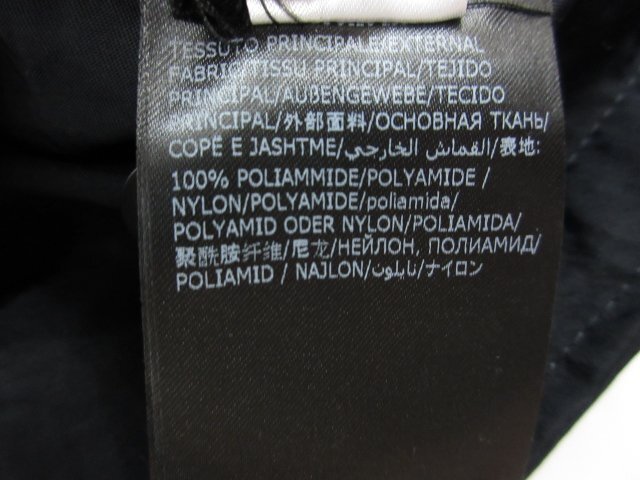 TESSUTO PRINCIPALE/EXTERNAL
FABRIC/TISSU PRINCIPAL/TEJIDO
PRINCIPAL/AUßENGEWEBE/TECIDO
PRINCIPAL/外部面料/ОСНОВНАЯ ТКАНЬ/
COPË E JASHTME/القماش الخارجي/表地:
100% POLIAMMIDE/POLYAMIDE /
NYLON/POLYAMIDE/poliamida/
POLYAMID ODER NYLON/POLIAMIDA/
聚酰胺纤维/尼龙/НЕЙЛОН, ПОЛИАМИД/
POLIAMID / NAJLON/نايلون/ナイロン